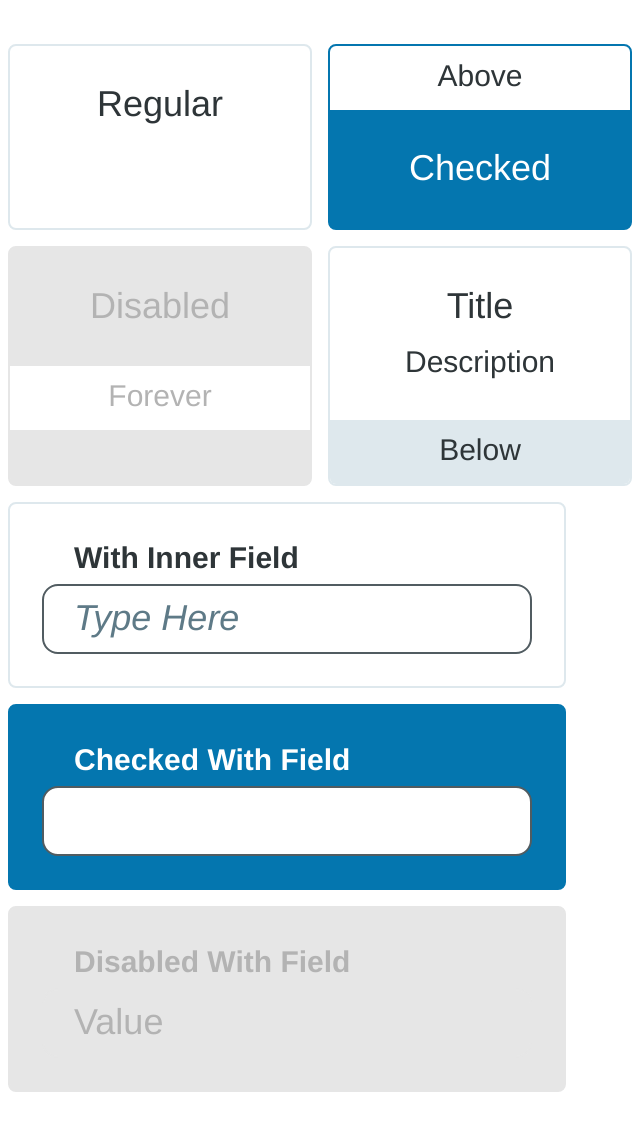 Regular
Above
Checked
Disabled
Forever
Title
Description
Below
With Inner Field
Type Here
Checked With Field
Disabled With Field
Value